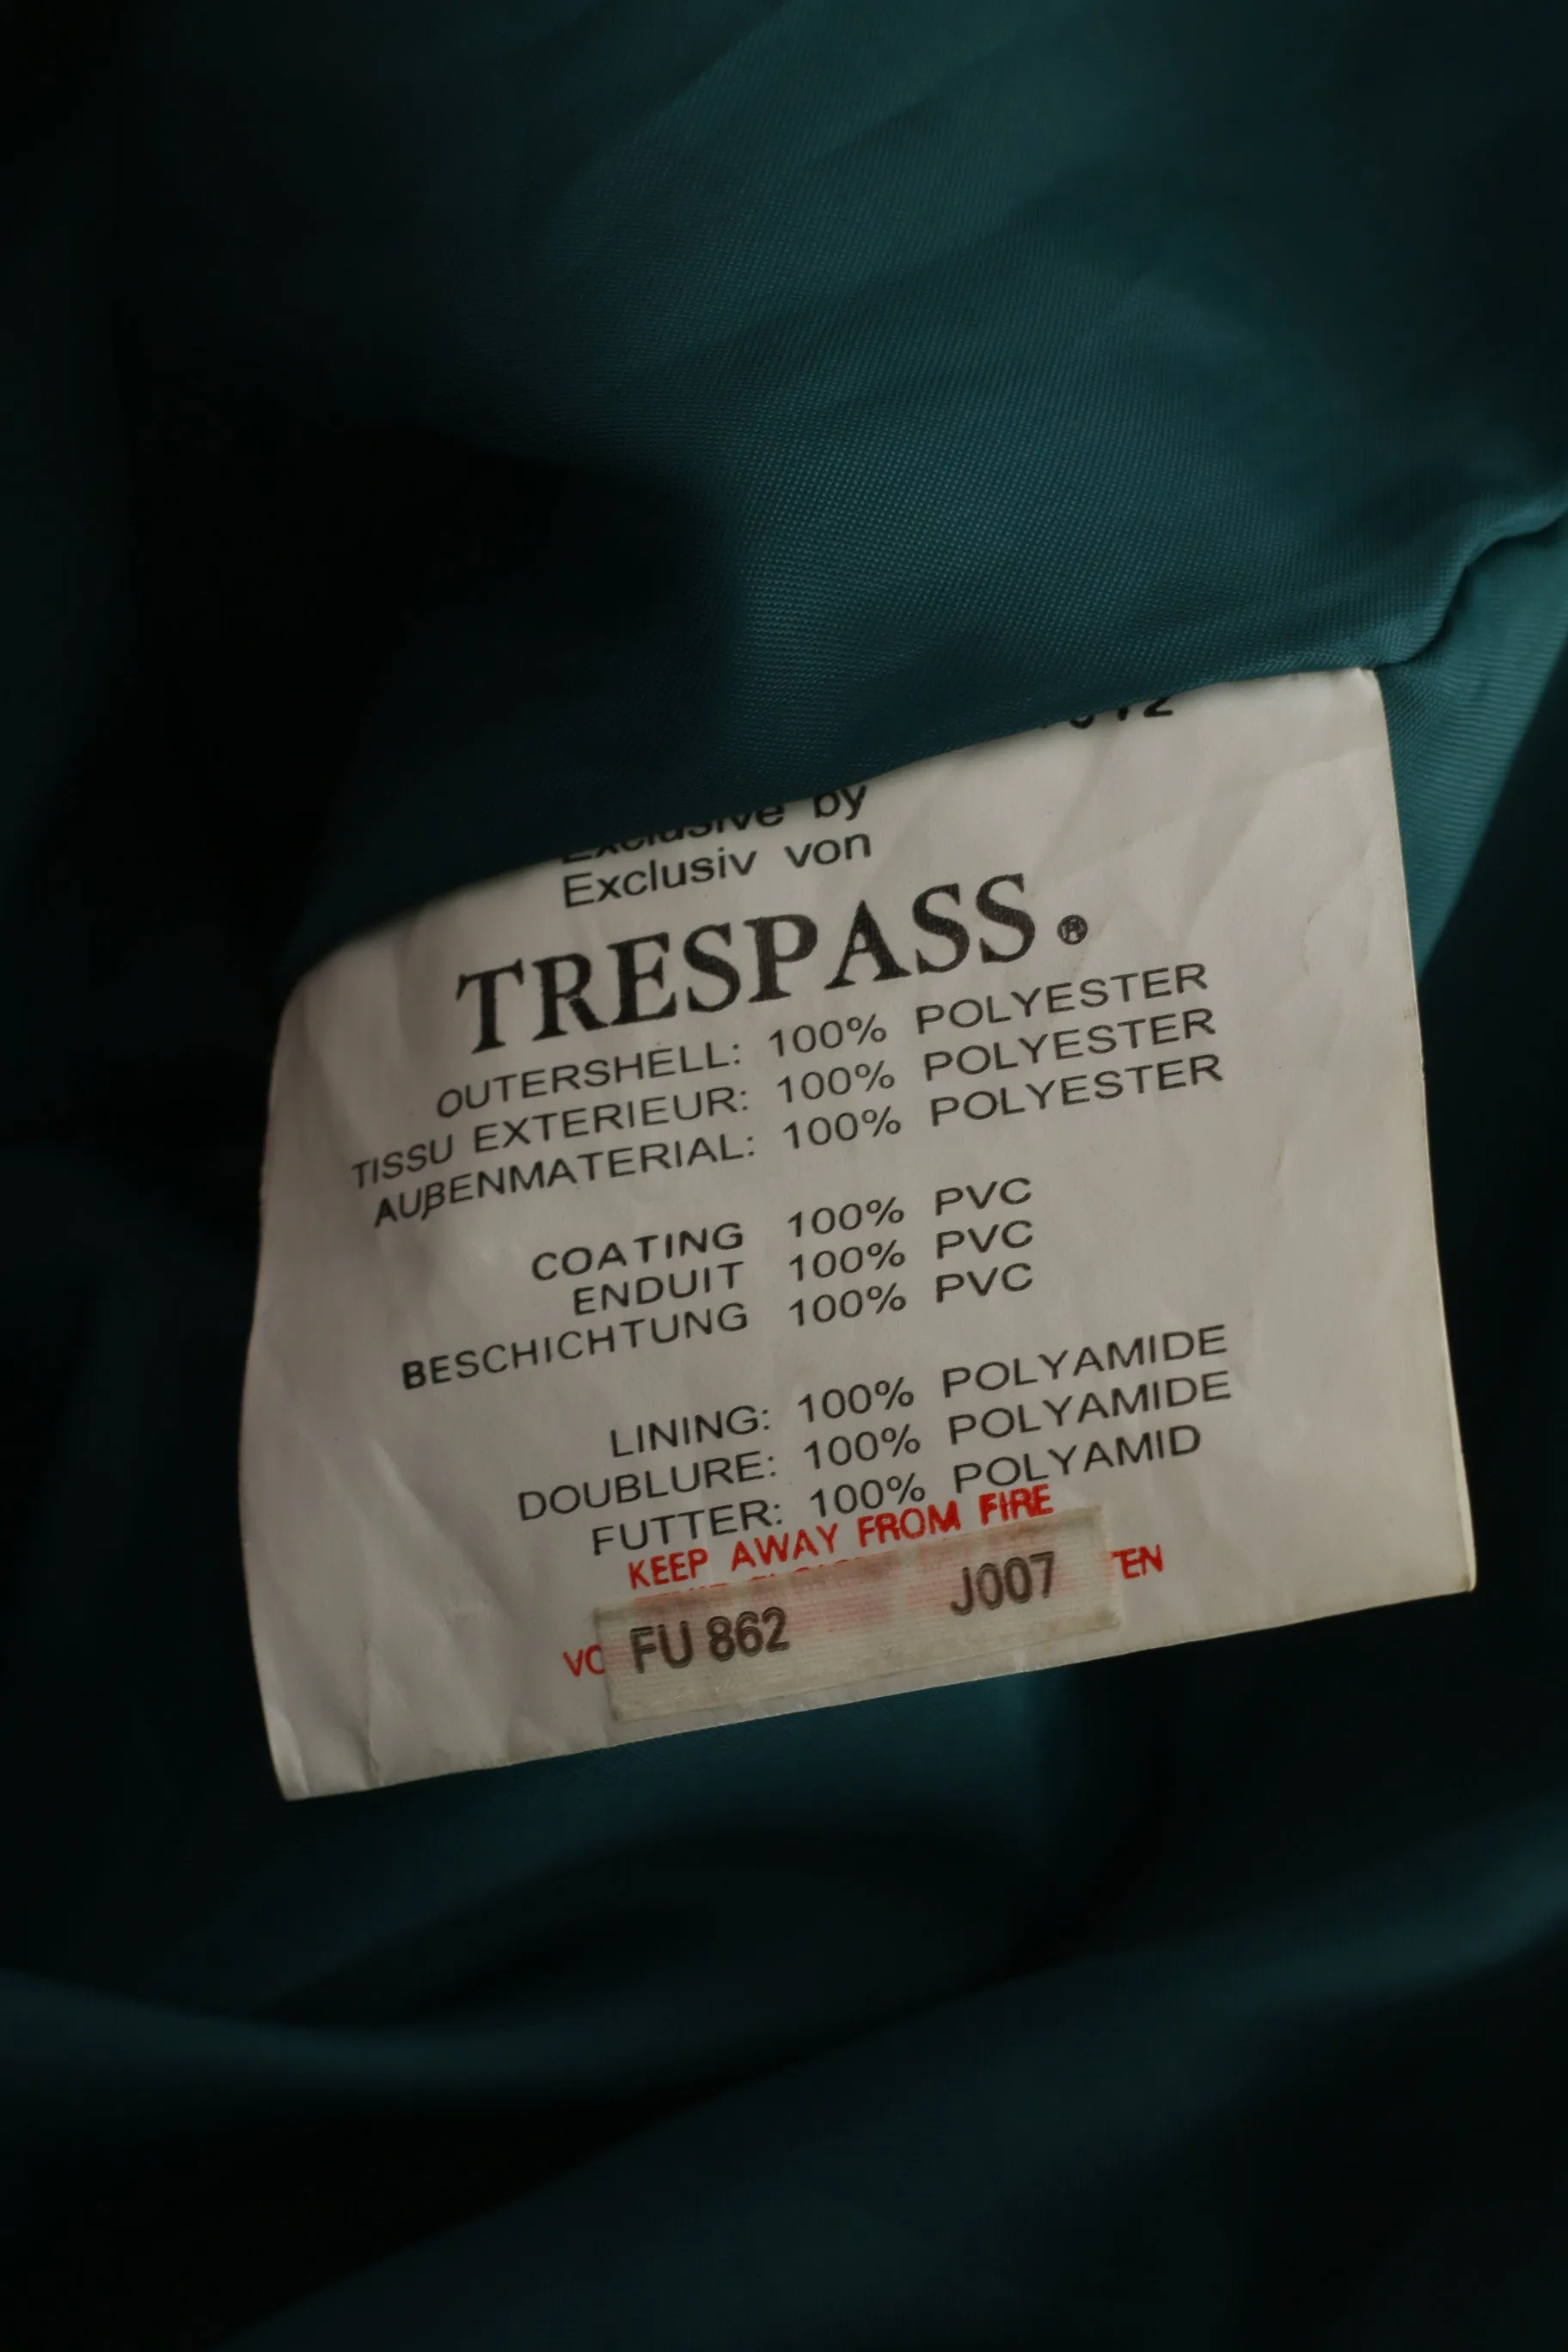 Exclusive by
Exclusiv von
TRESPASS®
OUTERSHELL: 100% POLYESTER
TISSU EXTERIEUR: 100% POLYESTER
AUßENMATERIAL: 100% POLYESTER
COATING 100% PVC
ENDUIT 100% PVC
BESCHICHTUNG 100% PVC
LINING: 100% POLYAMIDE
DOUBLURE: 100% POLYAMIDE
FUTTER: 100% POLYAMID
KEEP AWAY FROM FIRE
FU 862 J007